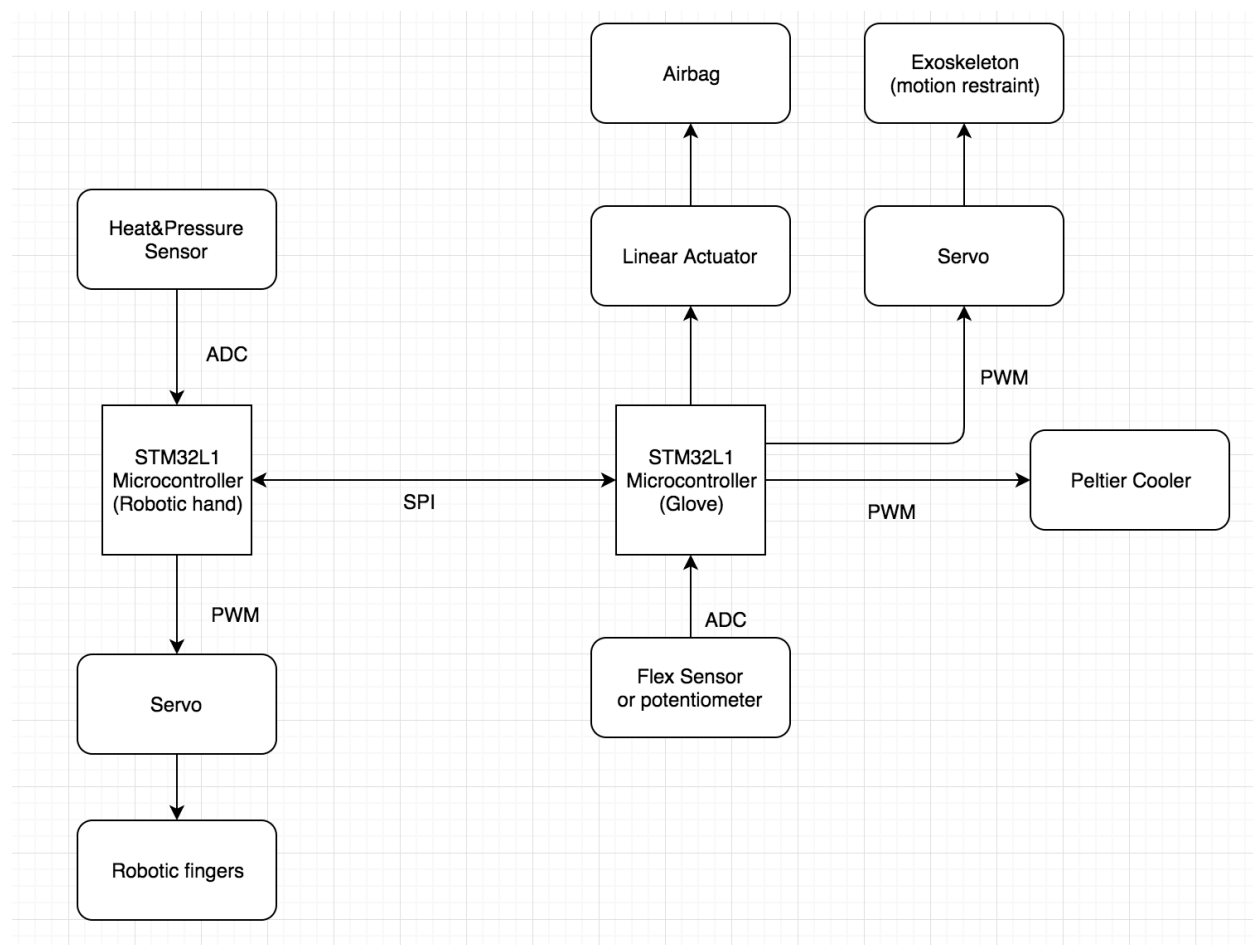 Airbag
Exoskeleton
(motion restraint)
Heat&Pressure
Sensor
Linear Actuator
Servo
ADC
PWM
STM32L1
Microcontroller
(Robotic hand)
SPI
STM32L1
Microcontroller
(Glove)
PWM
Peltier Cooler
PWM
ADC
Servo
Flex Sensor
or potentiometer
Robotic fingers